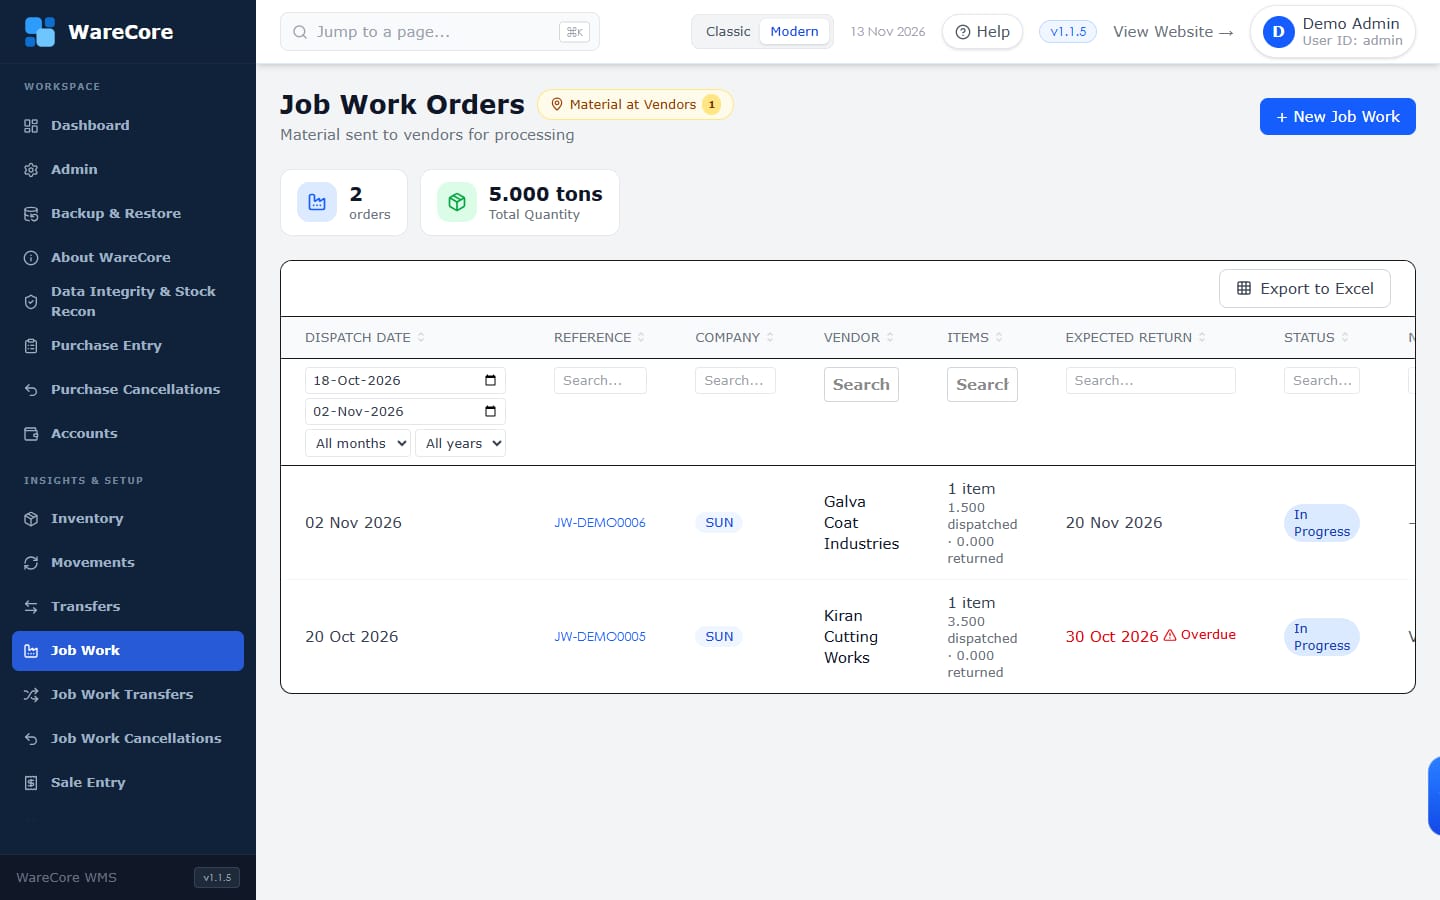 WareCore
Jump to a page...
⌘K
Classic
Modern
13 Nov 2026
Help
v1.1.5
View Website →
D
Demo Admin
User ID: admin
WORKSPACE
Dashboard
Admin
Backup & Restore
About WareCore
Data Integrity & Stock
Recon
Purchase Entry
Purchase Cancellations
Accounts
INSIGHTS & SETUP
Inventory
Movements
Transfers
Job Work
Job Work Transfers
Job Work Cancellations
Sale Entry
WareCore WMS
v1.1.5
Job Work Orders
Material at Vendors 1
Material sent to vendors for processing
+ New Job Work
2
orders
5.000 tons
Total Quantity
Export to Excel
DISPATCH DATE
REFERENCE
COMPANY
VENDOR
ITEMS
EXPECTED RETURN
STATUS
18-Oct-2026
02-Nov-2026
All months
All years
Search...
Search...
Search
Search
Search...
Search...
02 Nov 2026
JW-DEMO0006
SUN
Galva
Coat
Industries
1 item
1.500
dispatched
· 0.000
returned
20 Nov 2026
In
Progress
20 Oct 2026
JW-DEMO0005
SUN
Kiran
Cutting
Works
1 item
3.500
dispatched
· 0.000
returned
30 Oct 2026
Overdue
In
Progress